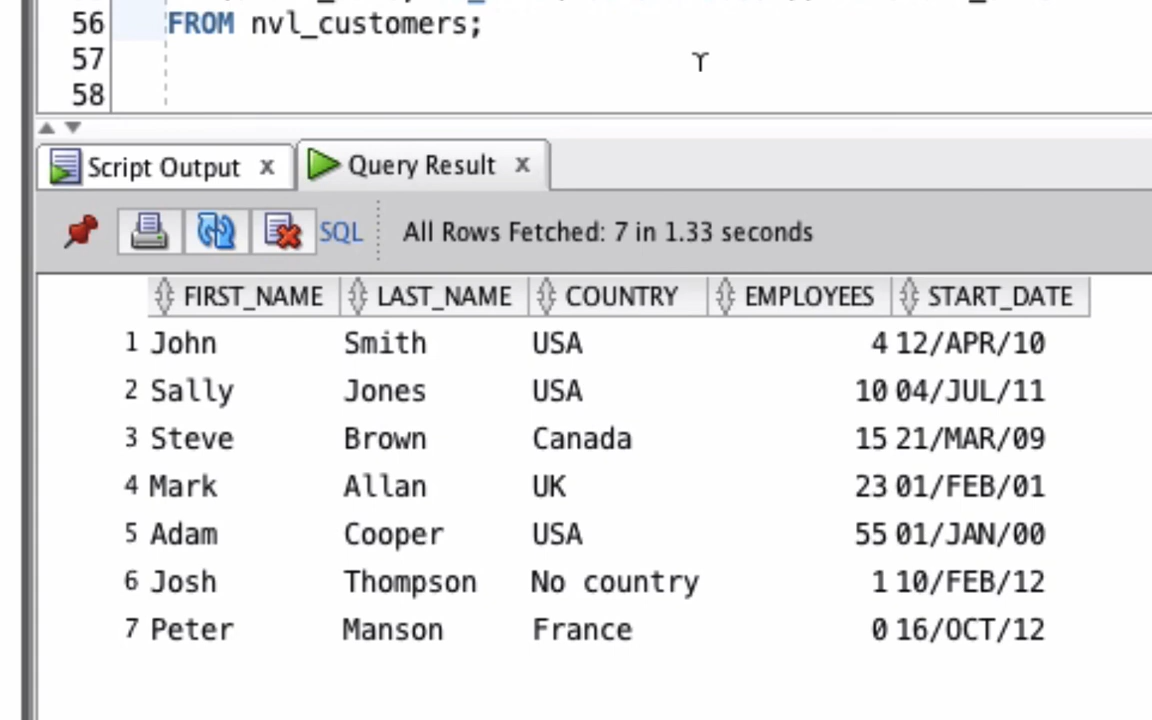 56 FROM nvl_customers;
57
58
Script Output x Query Result x
SQL All Rows Fetched: 7 in 1.33 seconds
FIRST_NAME LAST_NAME COUNTRY EMPLOYEES START_DATE
1 John Smith USA 4 12/APR/10
2 Sally Jones USA 10 04/JUL/11
3 Steve Brown Canada 15 21/MAR/09
4 Mark Allan UK 23 01/FEB/01
5 Adam Cooper USA 55 01/JAN/00
6 Josh Thompson No country 1 10/FEB/12
7 Peter Manson France 0 16/OCT/12